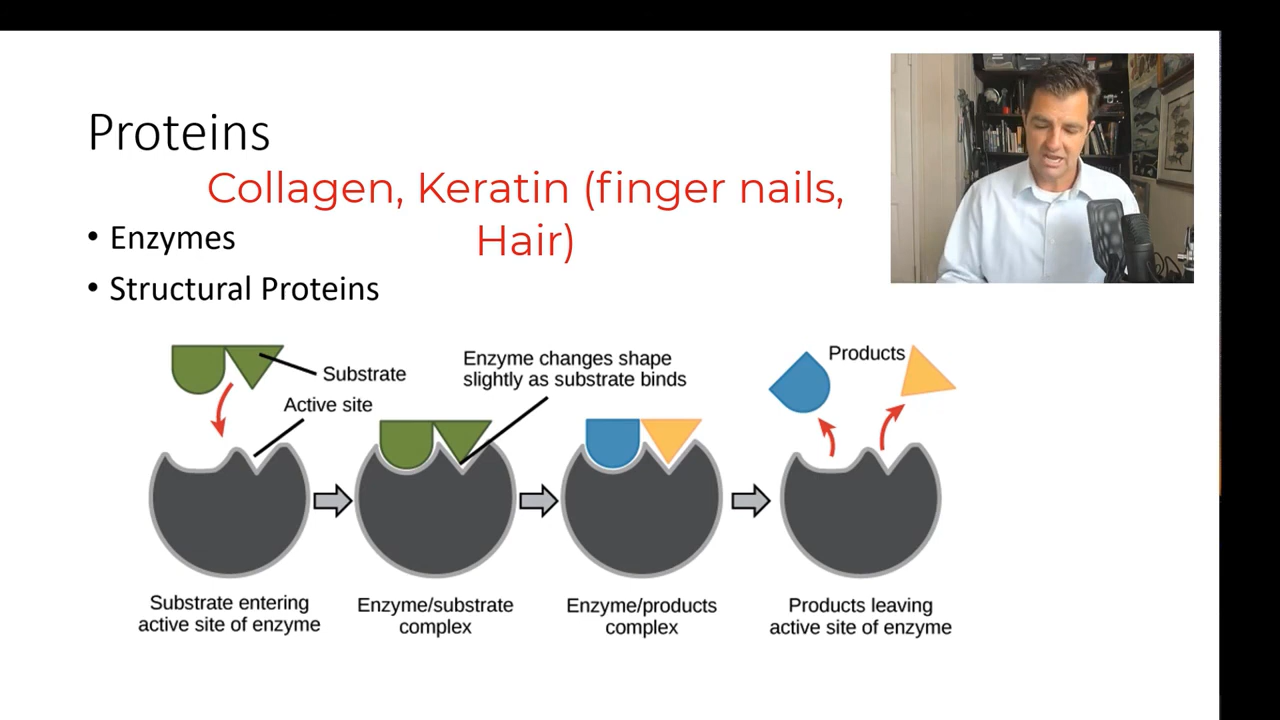 Proteins
Collagen, Keratin (finger nails,
Hair)
• Enzymes
• Structural Proteins
Substrate
Active site
Enzyme changes shape
slightly as substrate binds
Products
Substrate entering
active site of enzyme
Enzyme/substrate
complex
Enzyme/products
complex
Products leaving
active site of enzyme